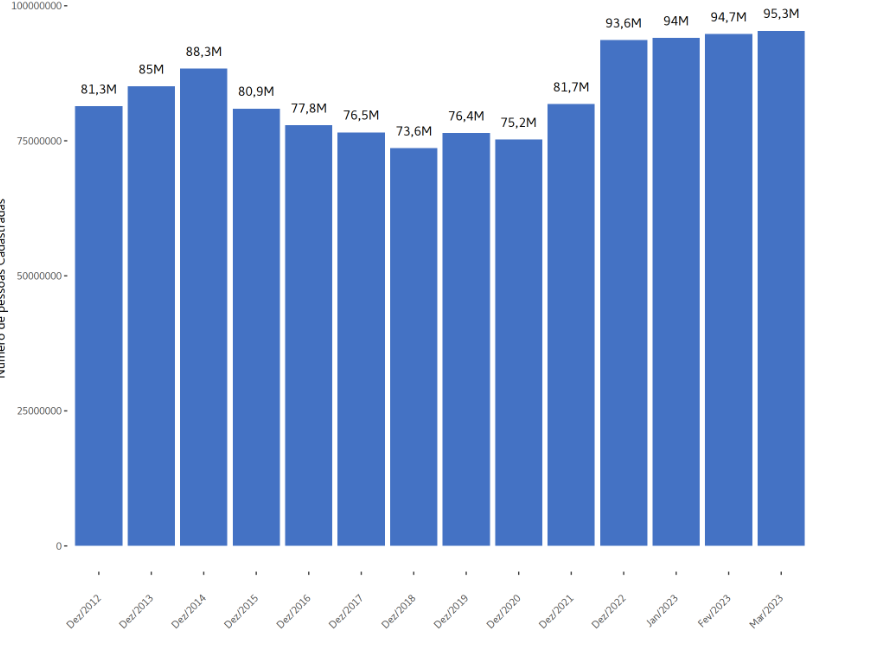 100000000
75000000
50000000
25000000
0
Número de pessoas Cadastradas
81,3M
85M
88,3M
80,9M
77,8M
76,5M
73,6M
76,4M
75,2M
81,7M
93,6M
94M
94,7M
95,3M
Dez/2012
Dez/2013
Dez/2014
Dez/2015
Dez/2016
Dez/2017
Dez/2018
Dez/2019
Dez/2020
Dez/2021
Dez/2022
Jan/2023
Fev/2023
Mar/2023